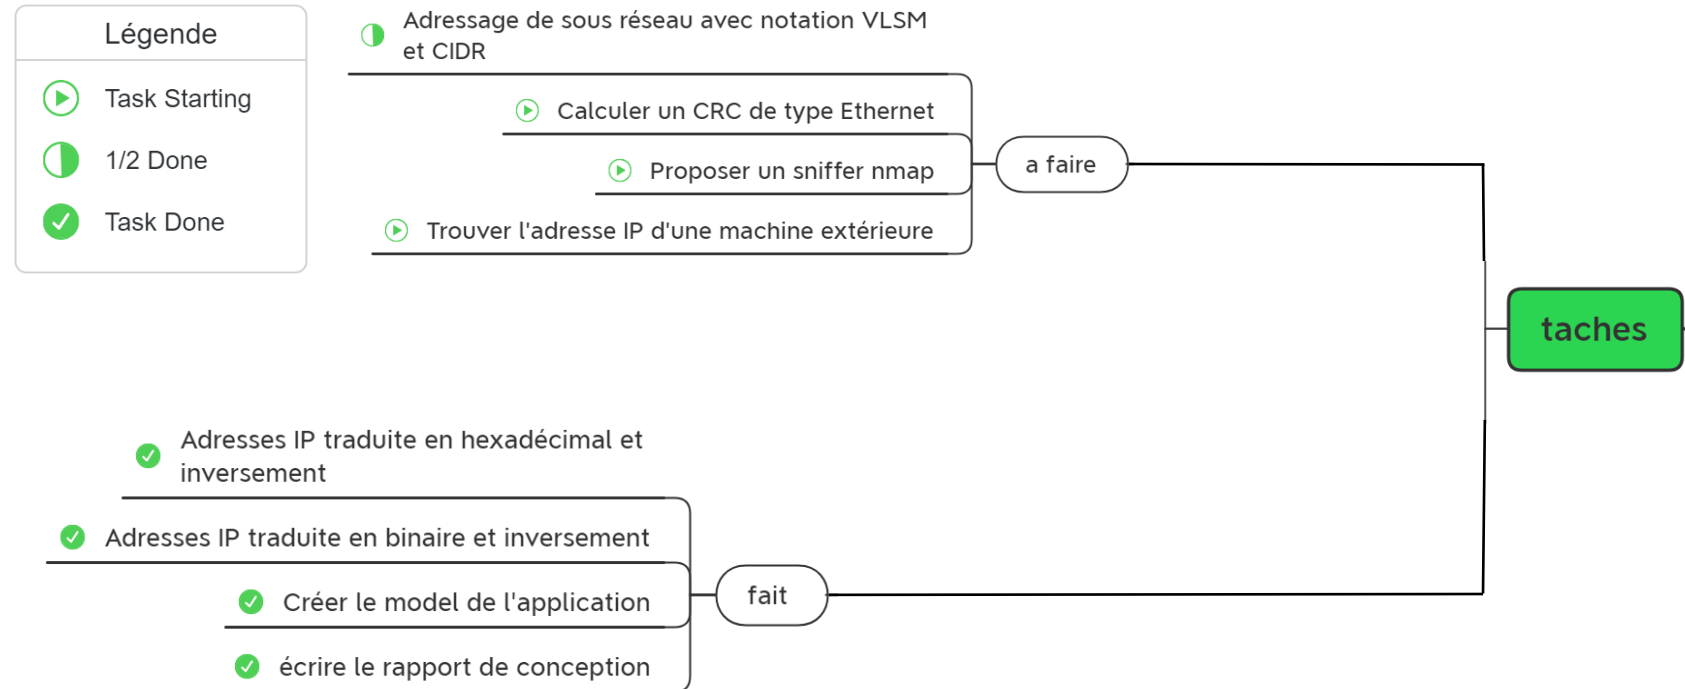 Légende
Task Starting
1/2 Done
Task Done
Adressage de sous réseau avec notation VLSM
et CIDR
Calculer un CRC de type Ethernet
Proposer un sniffer nmap
Trouver l'adresse IP d'une machine extérieure
a faire
taches
Adresses IP traduite en hexadécimal et
inversement
Adresses IP traduite en binaire et inversement
Créer le model de l'application
écrire le rapport de conception
fait